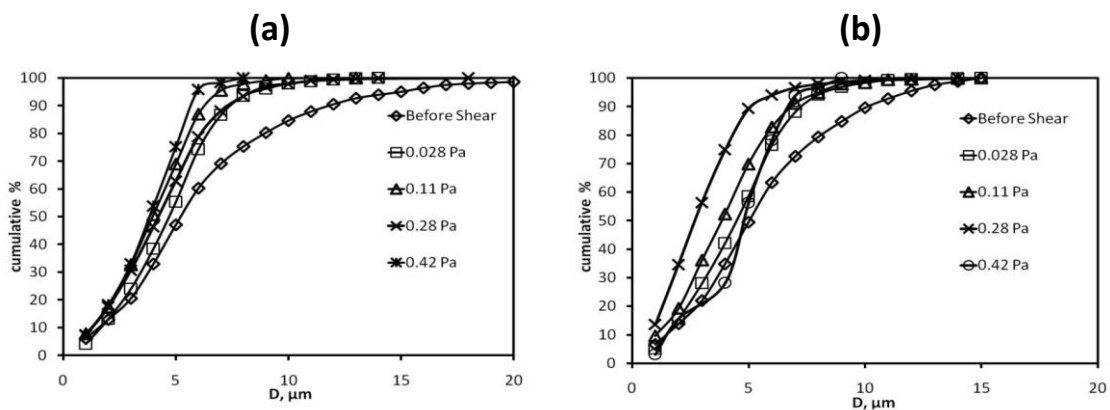 (a)
100
90
80
70
60
50
40
30
20
10
0
cumulative %
0 5 10 15 20
D, µm
Before Shear
0.028 Pa
0.11 Pa
0.28 Pa
0.42 Pa
(b)
100
90
80
70
60
50
40
30
20
10
0
cumulative %
0 5 10 15 20
D, µm
Before Shear
0.028 Pa
0.11 Pa
0.28 Pa
0.42 Pa